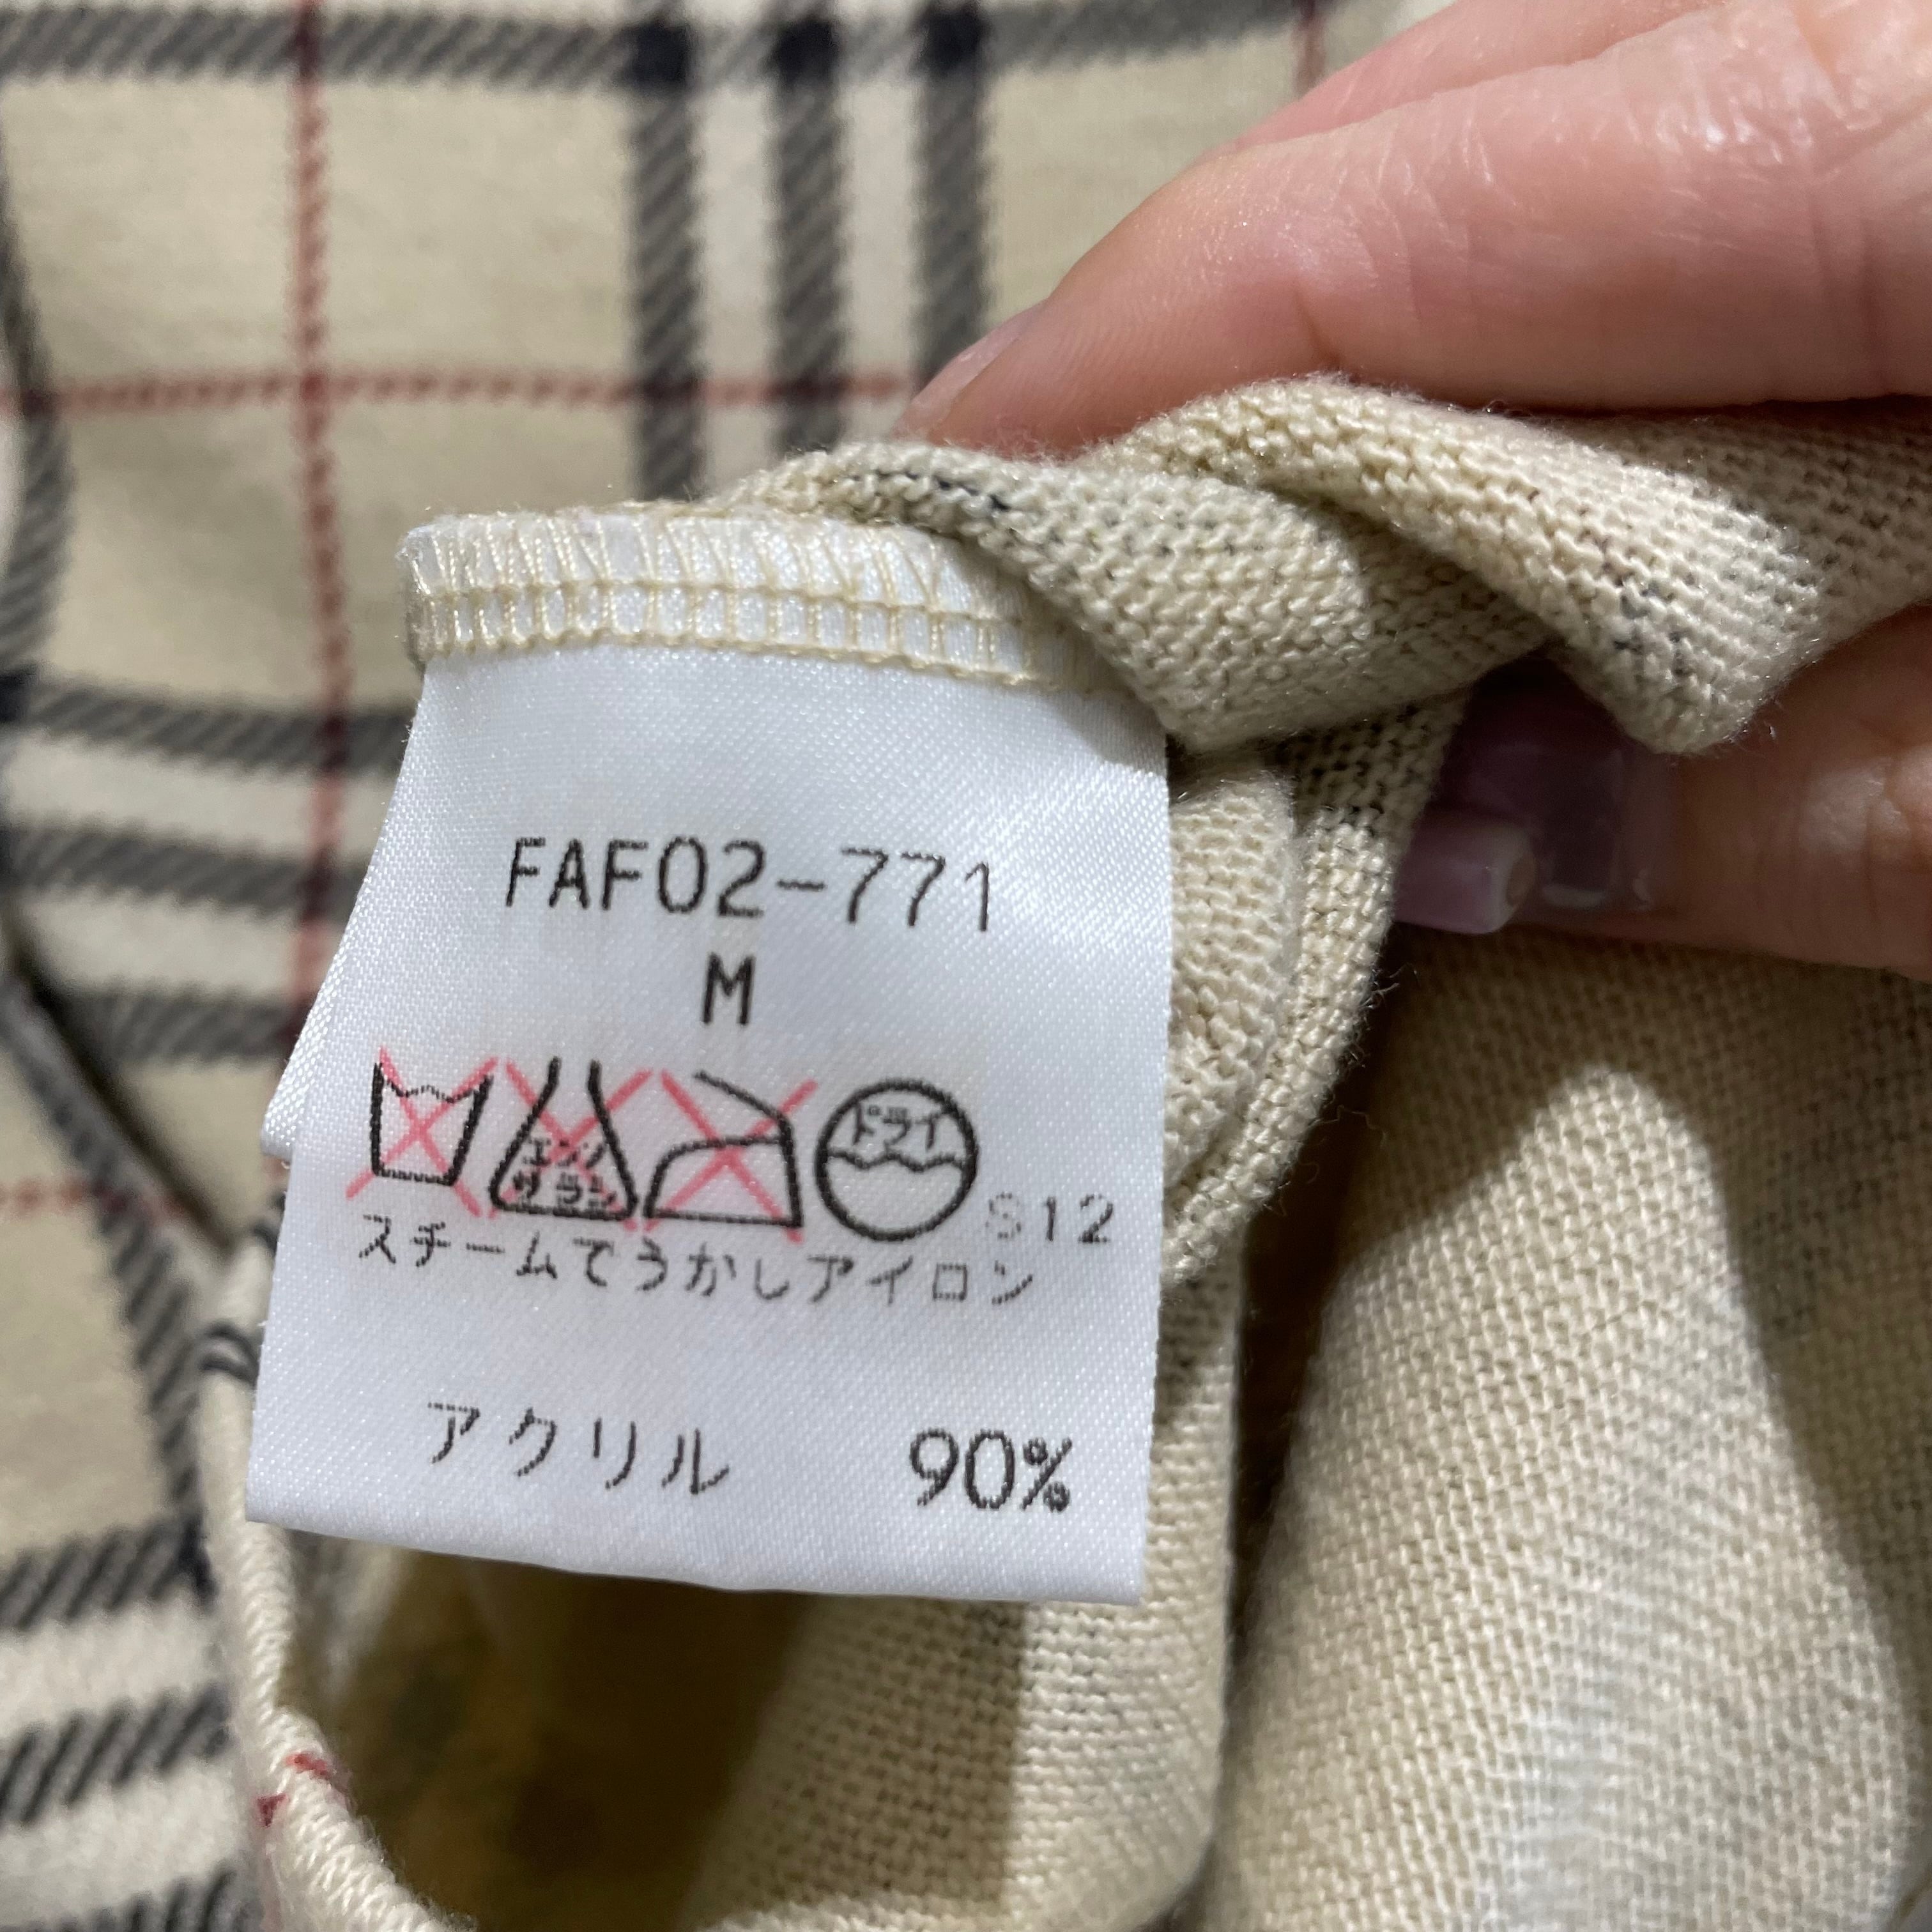 FAF02-771
M
エンソ
サラシ
ドライ
S12
スチームでうかしアイロン
アクリル 90%